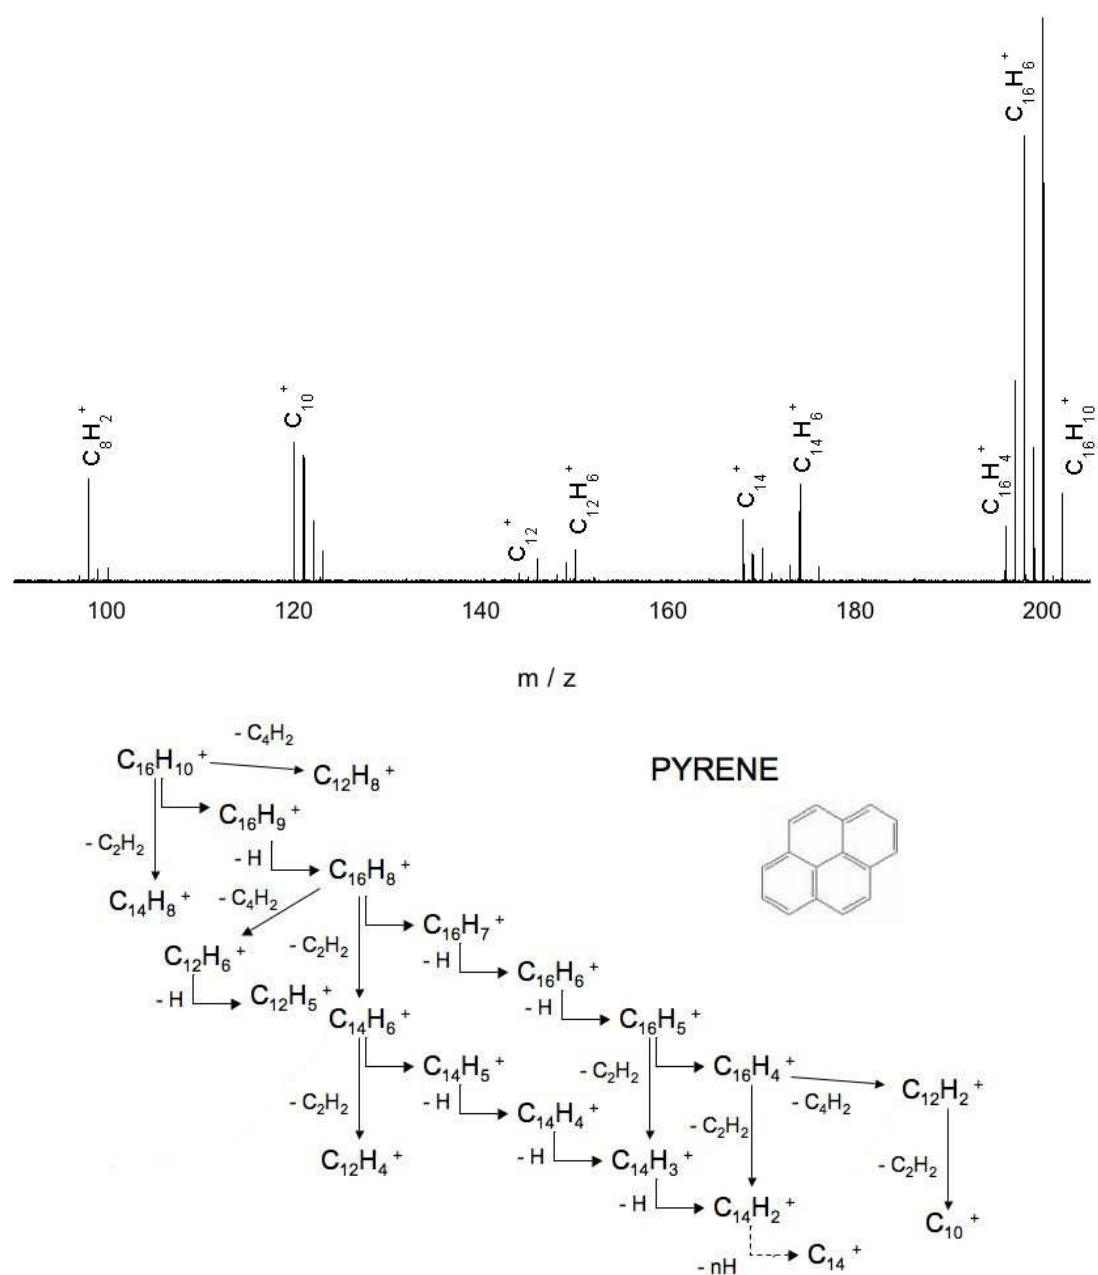 C₁₆H₆⁺
C₈H₂⁺
C₁₀⁺
C₁₂⁺
C₁₂H₆⁺
C₁₄⁺
C₁₄H₆⁺
C₁₆H₄⁺
C₁₆H₁₀⁺
100 120 140 160 180 200
m / z
- C₄H₂
C₁₆H₁₀⁺
C₁₂H₈⁺
PYRENE
C₁₆H₉⁺
- C₂H₂
- H
C₁₆H₈⁺
C₁₄H₈⁺
- C₄H₂
C₁₆H₇⁺
C₁₂H₆⁺
- C₂H₂
- H
C₁₆H₆⁺
- H
C₁₂H₅⁺
- H
C₁₄H₆⁺
C₁₆H₅⁺
C₁₄H₅⁺
- C₂H₂
C₁₆H₄⁺
C₁₂H₂⁺
- C₂H₂
- H
- C₄H₂
C₁₄H₄⁺
- C₂H₂
C₁₂H₄⁺
- H
C₁₄H₃⁺
- C₂H₂
- H
C₁₄H₂⁺
C₁₀⁺
- nH
C₁₄⁺